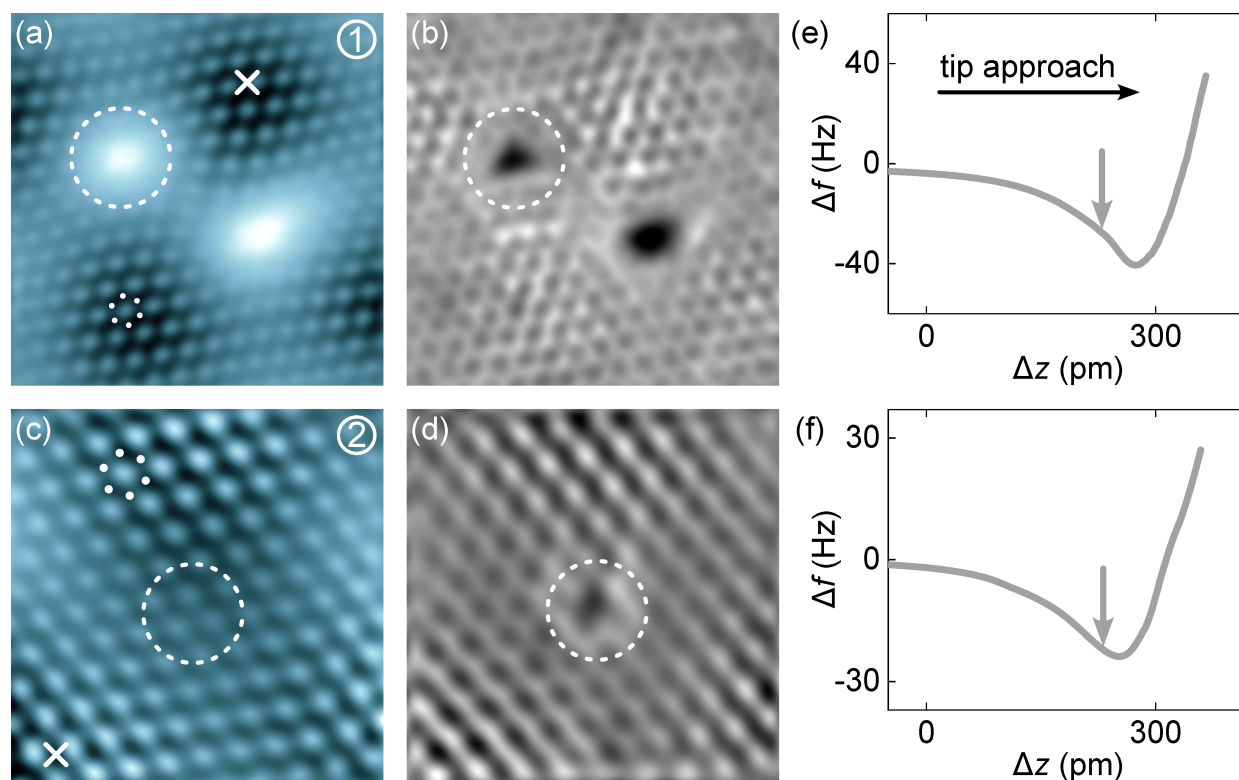 (a)
①
(b)
(e)
40
tip approach
0
Δf (Hz)
-40
0
300
Δz (pm)
(c)
②
(d)
(f)
30
0
Δf (Hz)
-30
0
300
Δz (pm)